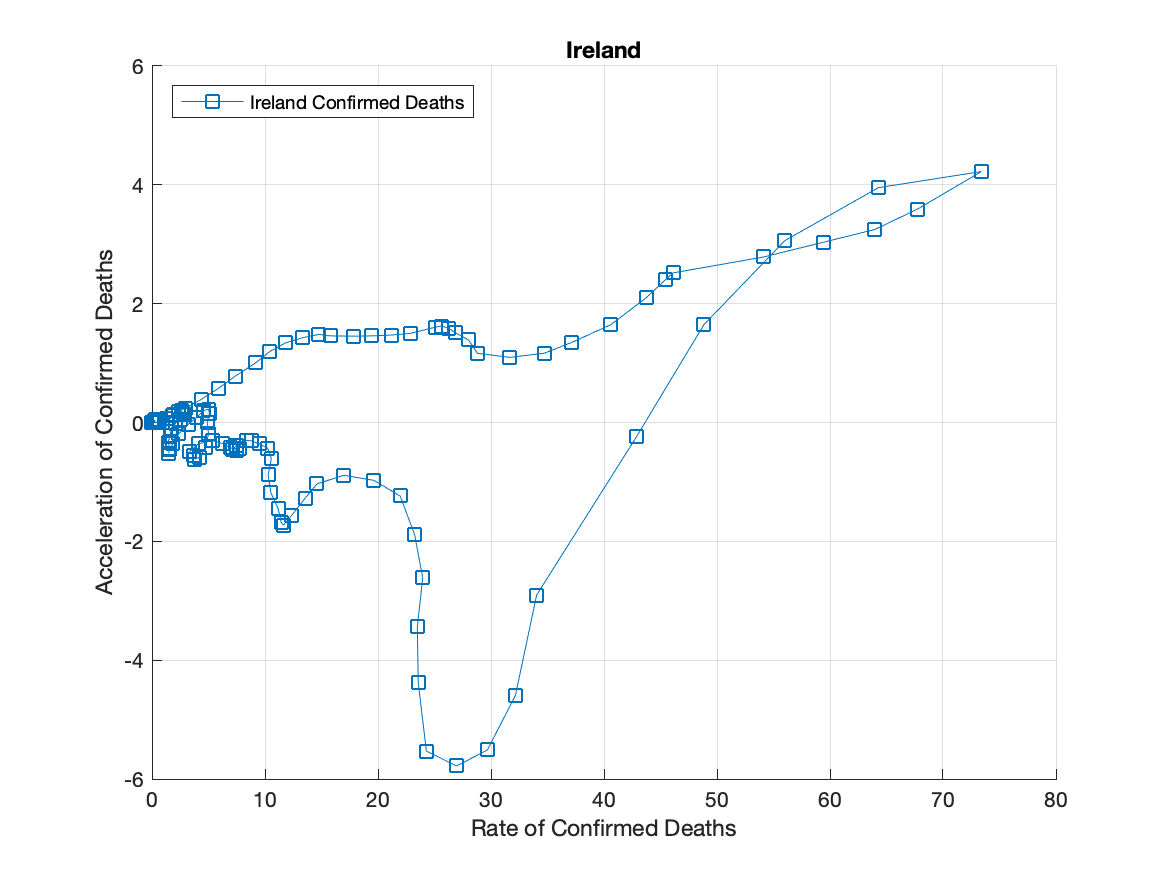 Ireland
Ireland Confirmed Deaths
6
4
2
0
-2
-4
-6
Acceleration of Confirmed Deaths
0 10 20 30 40 50 60 70 80
Rate of Confirmed Deaths